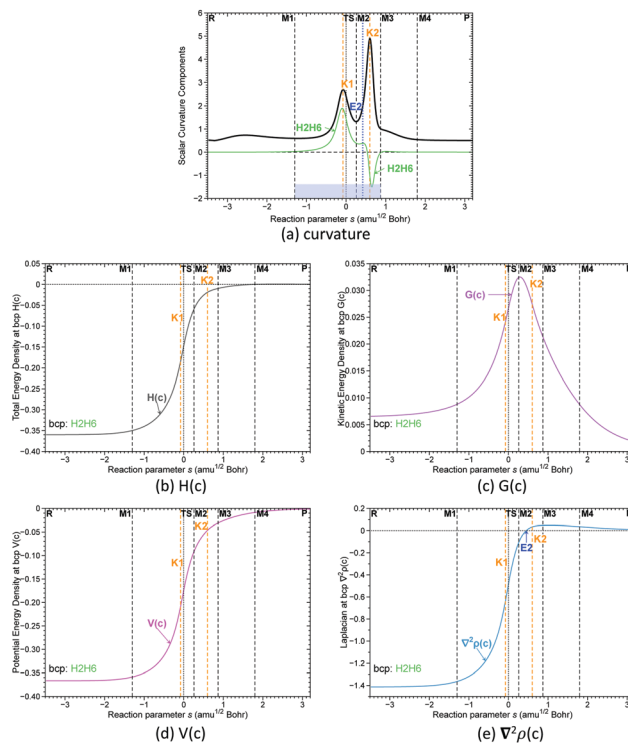 R M1 TS M2 M3 M4 P
6
K2
5
4
3
K1
E2
2
H2H6
1
0
H2H6
−1
−2
−3 −2 −1 0 1 2 3
Scalar Curvature Components
Reaction parameter s (amu1/2 Bohr)
(a) curvature
0.05
R M1 TS M2 M3 M4 P
K2
0.00
−0.05
K1
−0.10
−0.15
−0.20
−0.25
H(c)
−0.30
−0.35
bcp: H2H6
−0.40
−3 −2 −1 0 1 2 3
Total Energy Density at bcp H(c)
Reaction parameter s (amu1/2 Bohr)
(b) H(c)
0.035
R M1 TS M2 M3 M4
G(c)
0.03
K2
K1
0.025
0.02
0.015
0.01
0.005
bcp: H2H6
0
−3 −2 −1 0 1 2 3
Kinetic Energy Density at bcp G(c)
Reaction parameter s (amu1/2 Bohr)
(c) G(c)
0.00
R M1 TS M2 M3 M4 P
K2
−0.05
−0.10
K1
−0.15
−0.20
V(c)
−0.25
−0.30
−0.35
bcp: H2H6
−0.40
−3 −2 −1 0 1 2 3
Potential Energy Density at bcp V(c)
Reaction parameter s (amu1/2 Bohr)
(d) V(c)
0.2
R M1 TS M2 M3 M4
0.0
E2
K2
−0.2
K1
−0.4
−0.6
−0.8
∇²ρ(c)
−1.0
−1.2
−1.4
bcp: H2H6
−3 −2 −1 0 1 2 3
Laplacian at bcp ∇²ρ(c)
Reaction parameter s (amu1/2 Bohr)
(e) ∇²ρ(c)